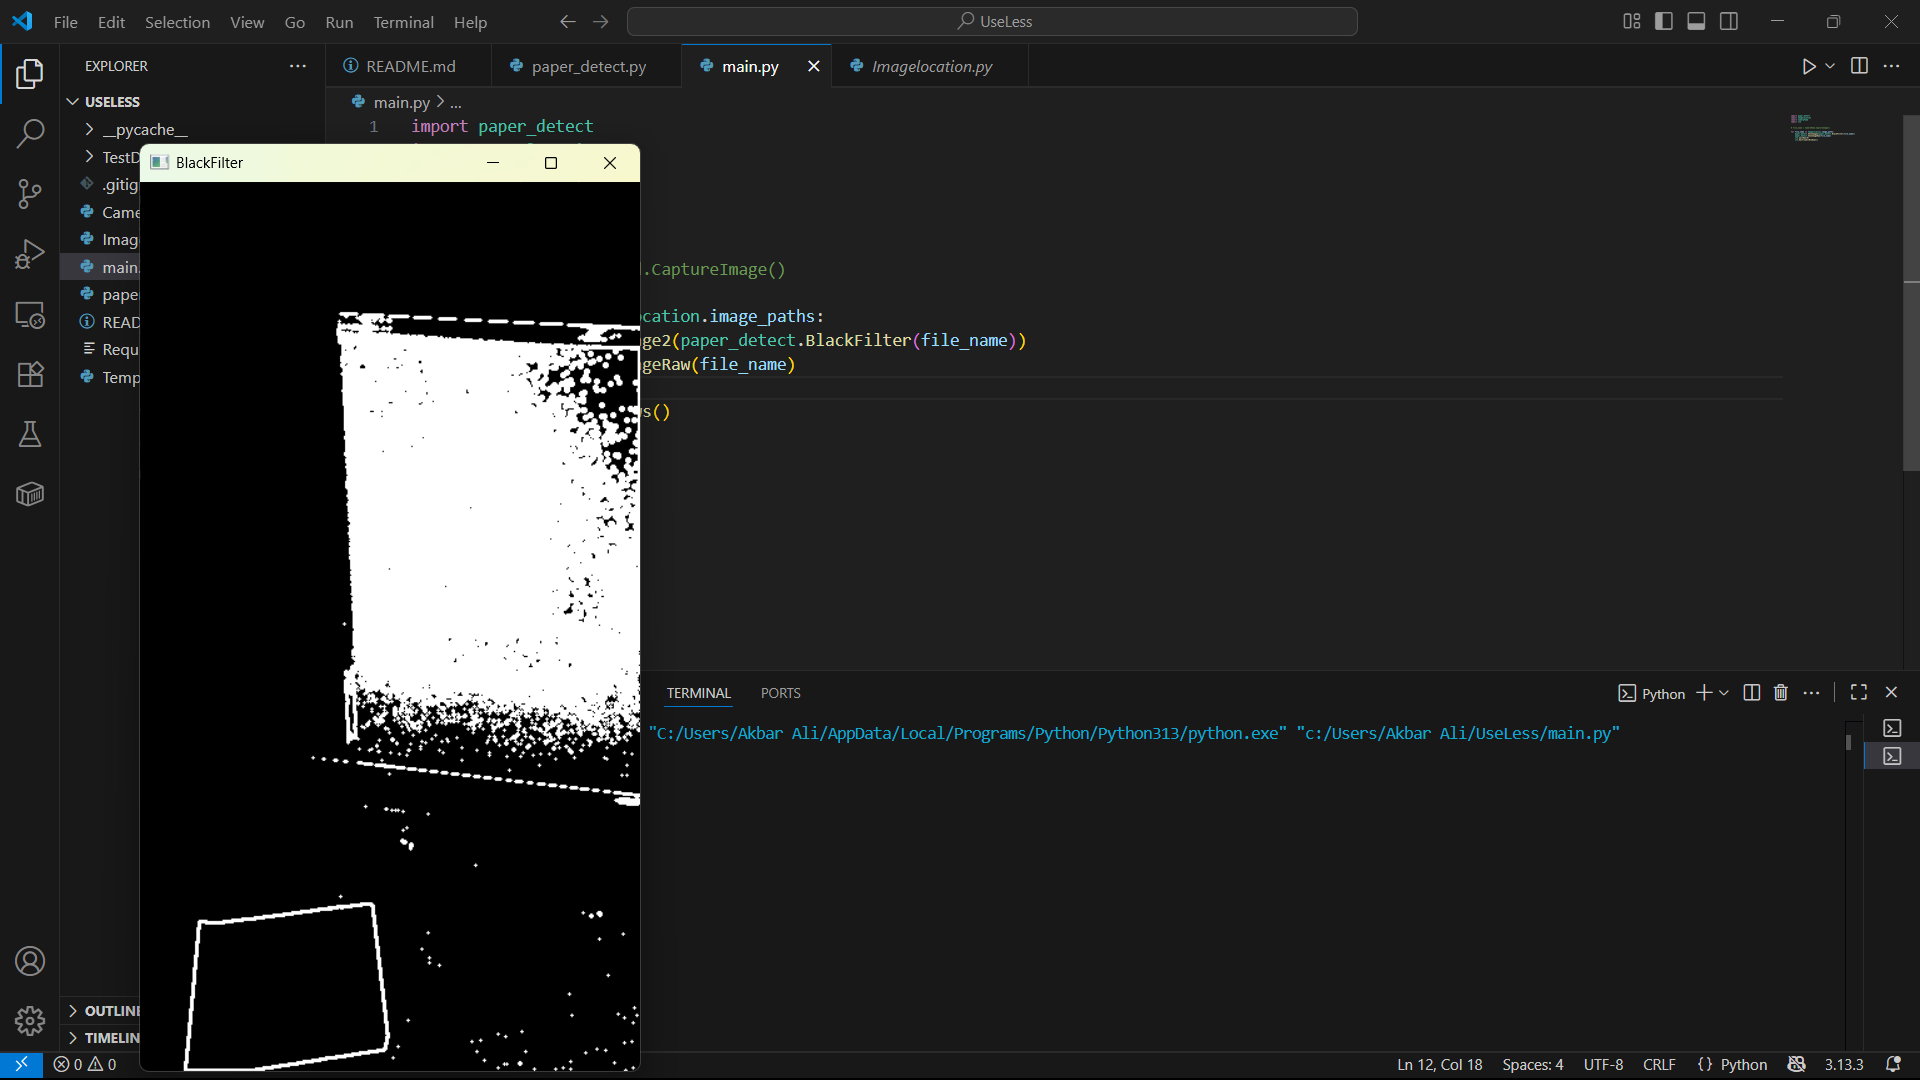 File Edit Selection View Go Run Terminal Help
UseLess
EXPLORER
README.md
paper_detect.py
main.py
Imagelocation.py
USELESS
main.py > ...
__pycache__
1 import paper_detect
TestD
BlackFilter
.gitig
Came
Imag
main.
.CaptureImage()
pape
READ
cation.image_paths:
ge2(paper_detect.BlackFilter(file_name))
Requ
geRaw(file_name)
Temp
s()
TERMINAL
PORTS
Python
"C:/Users/Akbar Ali/AppData/Local/Programs/Python/Python313/python.exe" "c:/Users/Akbar Ali/UseLess/main.py"
OUTLINE
TIMELIN
0 0
Ln 12, Col 18
Spaces: 4
UTF-8
CRLF
{} Python
3.13.3